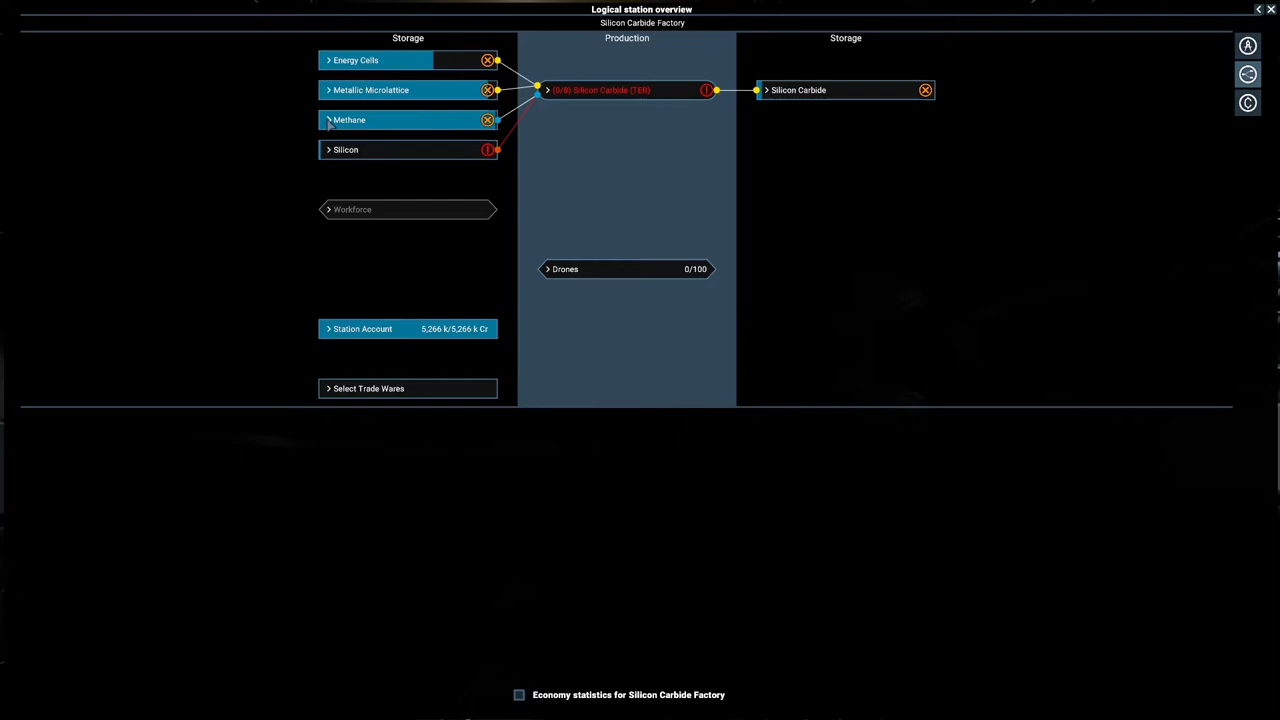 Logical station overview
Silicon Carbide Factory
Storage
Production
Storage
Energy Cells
Metallic Microlattice
(0/8) Silicon Carbide (TER)
Silicon Carbide
Methane
Silicon
Workforce
Drones 0/100
Station Account 5,266 k/5,266 k Cr
Select Trade Wares
Economy statistics for Silicon Carbide Factory